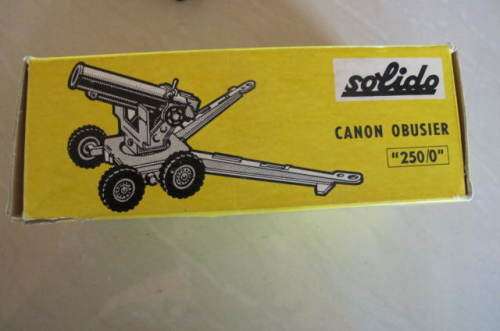 solido
CANON OBUSIER
"250/0"